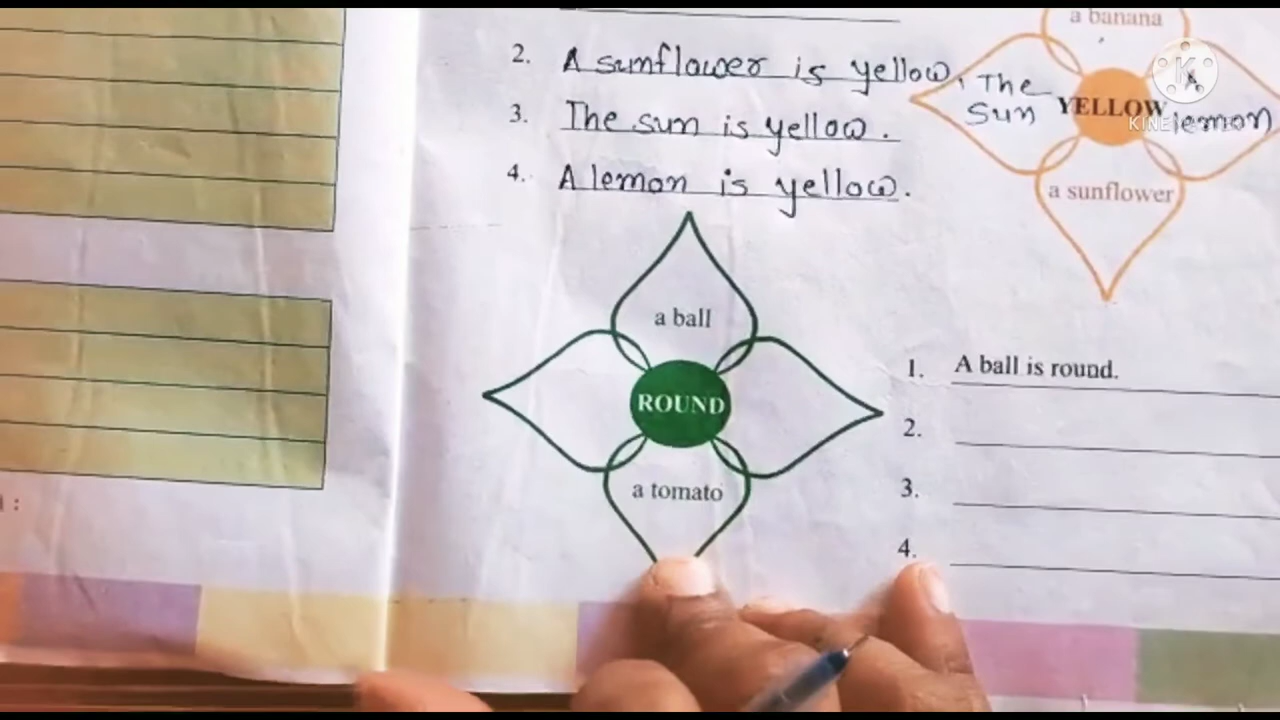 a banana
2. A sunflower is yellow.
The Sun
YELLOW
A lemon
3. The sun is yellow.
a sunflower
4. A lemon is yellow.
a ball
ROUND
a tomato
1. A ball is round.
2.
3.
4.
: